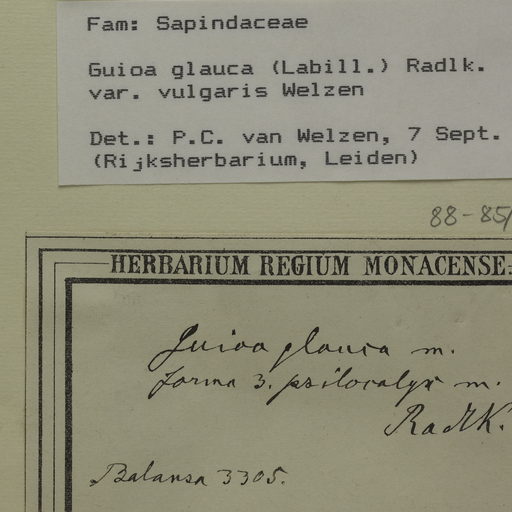 Fam: Sapindaceae
Guioa glauca (Labill.) Radlk.
var. vulgaris Welzen
Det.: P.C. van Welzen, 7 Sept.
(Rijksherbarium, Leiden)
88-85/
HERBARIUM REGIUM MONACENSE.
Guioa glauca m.
forma 3. psilocalyx m.
Radlk.
Balansa 3305.